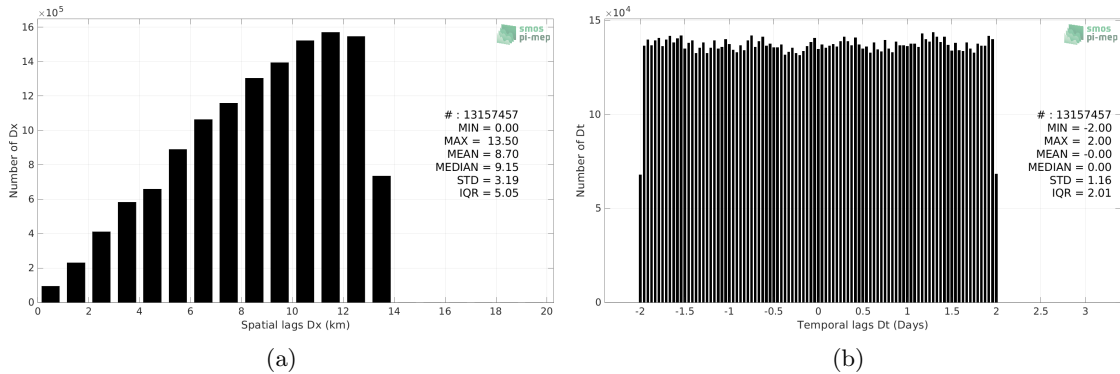 ×10⁵
16
14
12
10
8
6
4
2
0
Number of Dx
0 2 4 6 8 10 12 14 16 18 20
Spatial lags Dx (km)
smos
pi-mep
# : 13157457
MIN = 0.00
MAX = 13.50
MEAN = 8.70
MEDIAN = 9.15
STD = 3.19
IQR = 5.05
(a)
×10⁴
15
10
5
0
Number of Dt
-2 -1.5 -1 -0.5 0 0.5 1 1.5 2 2.5 3
Temporal lags Dt (Days)
smos
pi-mep
# : 13157457
MIN = -2.00
MAX = 2.00
MEAN = -0.00
MEDIAN = 0.00
STD = 1.16
IQR = 2.01
(b)